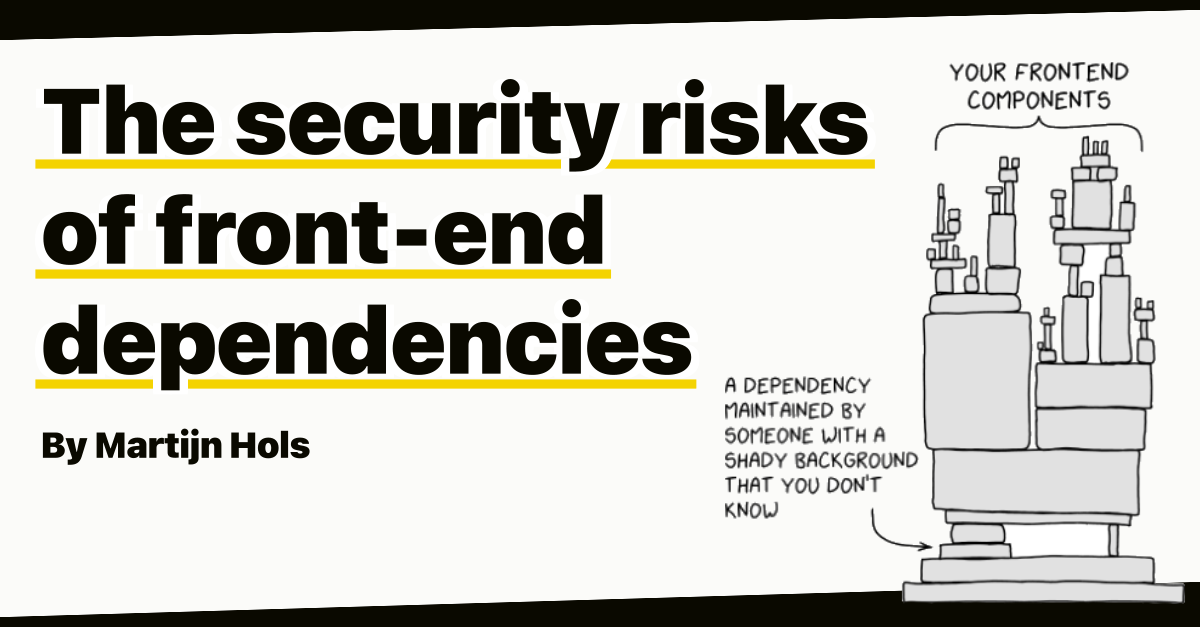 The security risks
of front-end
dependencies
By Martijn Hols
YOUR FRONTEND
COMPONENTS
A DEPENDENCY
MAINTAINED BY
SOMEONE WITH A
SHADY BACKGROUND
THAT YOU DON'T
KNOW